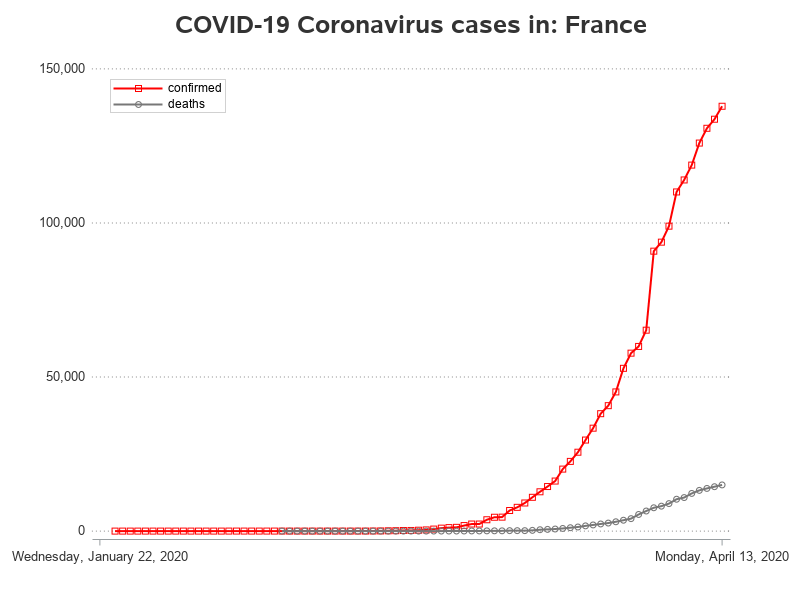 COVID-19 Coronavirus cases in: France
150,000
confirmed
deaths
100,000
50,000
0
Wednesday, January 22, 2020
Monday, April 13, 2020